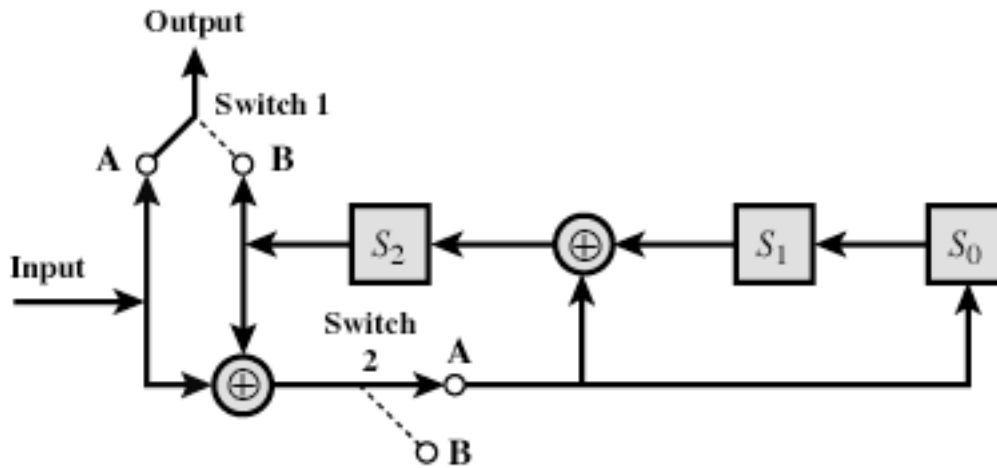 Output
Switch 1
A
B
S2
⊕
S1
S0
Input
Switch
2
A
⊕
B